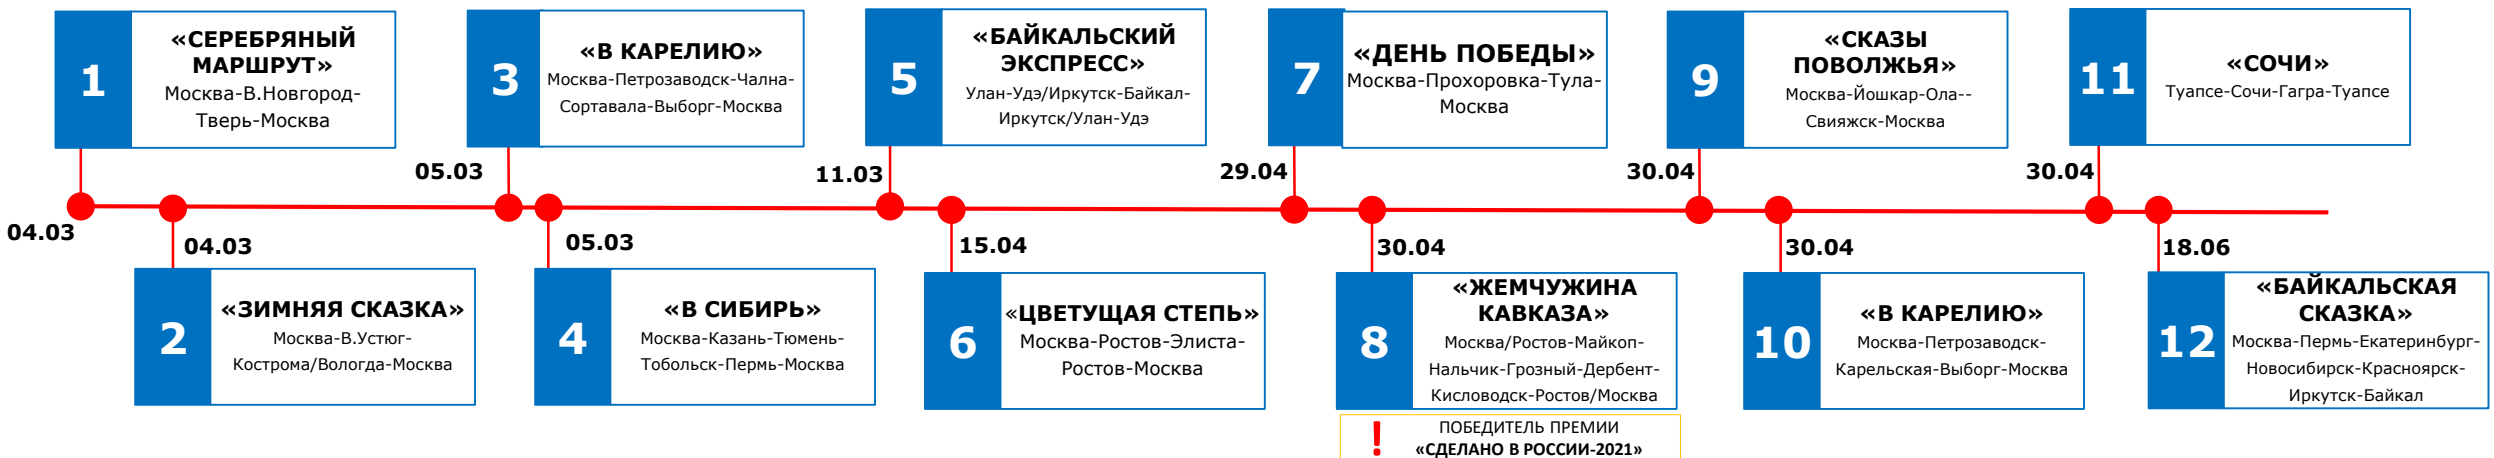 1
«СЕРЕБРЯНЫЙ
МАРШРУТ»
Москва-В.Новгород-
Тверь-Москва
04.03
2
«ЗИМНЯЯ СКАЗКА»
Москва-В.Устюг-
Кострома/Вологда-Москва
04.03
3
«В КАРЕЛИЮ»
Москва-Петрозаводск-Чална-
Сортавала-Выборг-Москва
05.03
4
«В СИБИРЬ»
Москва-Казань-Тюмень-
Тобольск-Пермь-Москва
05.03
5
«БАЙКАЛЬСКИЙ
ЭКСПРЕСС»
Улан-Удэ/Иркутск-Байкал-
Иркутск/Улан-Удэ
11.03
6
«ЦВЕТУЩАЯ СТЕПЬ»
Москва-Ростов-Элиста-
Ростов-Москва
15.04
7
«ДЕНЬ ПОБЕДЫ»
Москва-Прохоровка-Тула-
Москва
29.04
8
«ЖЕМЧУЖИНА
КАВКАЗА»
Москва/Ростов-Майкоп-
Нальчик-Грозный-Дербент-
Кисловодск-Ростов/Москва
30.04
!
ПОБЕДИТЕЛЬ ПРЕМИИ
«СДЕЛАНО В РОССИИ-2021»
9
«СКАЗЫ
ПОВОЛЖЬЯ»
Москва-Йошкар-Ола--
Свияжск-Москва
30.04
10
«В КАРЕЛИЮ»
Москва-Петрозаводск-
Карельская-Выборг-Москва
30.04
11
«СОЧИ»
Туапсе-Сочи-Гагра-Туапсе
30.04
12
«БАЙКАЛЬСКАЯ
СКАЗКА»
Москва-Пермь-Екатеринбург-
Новосибирск-Красноярск-
Иркутск-Байкал
18.06